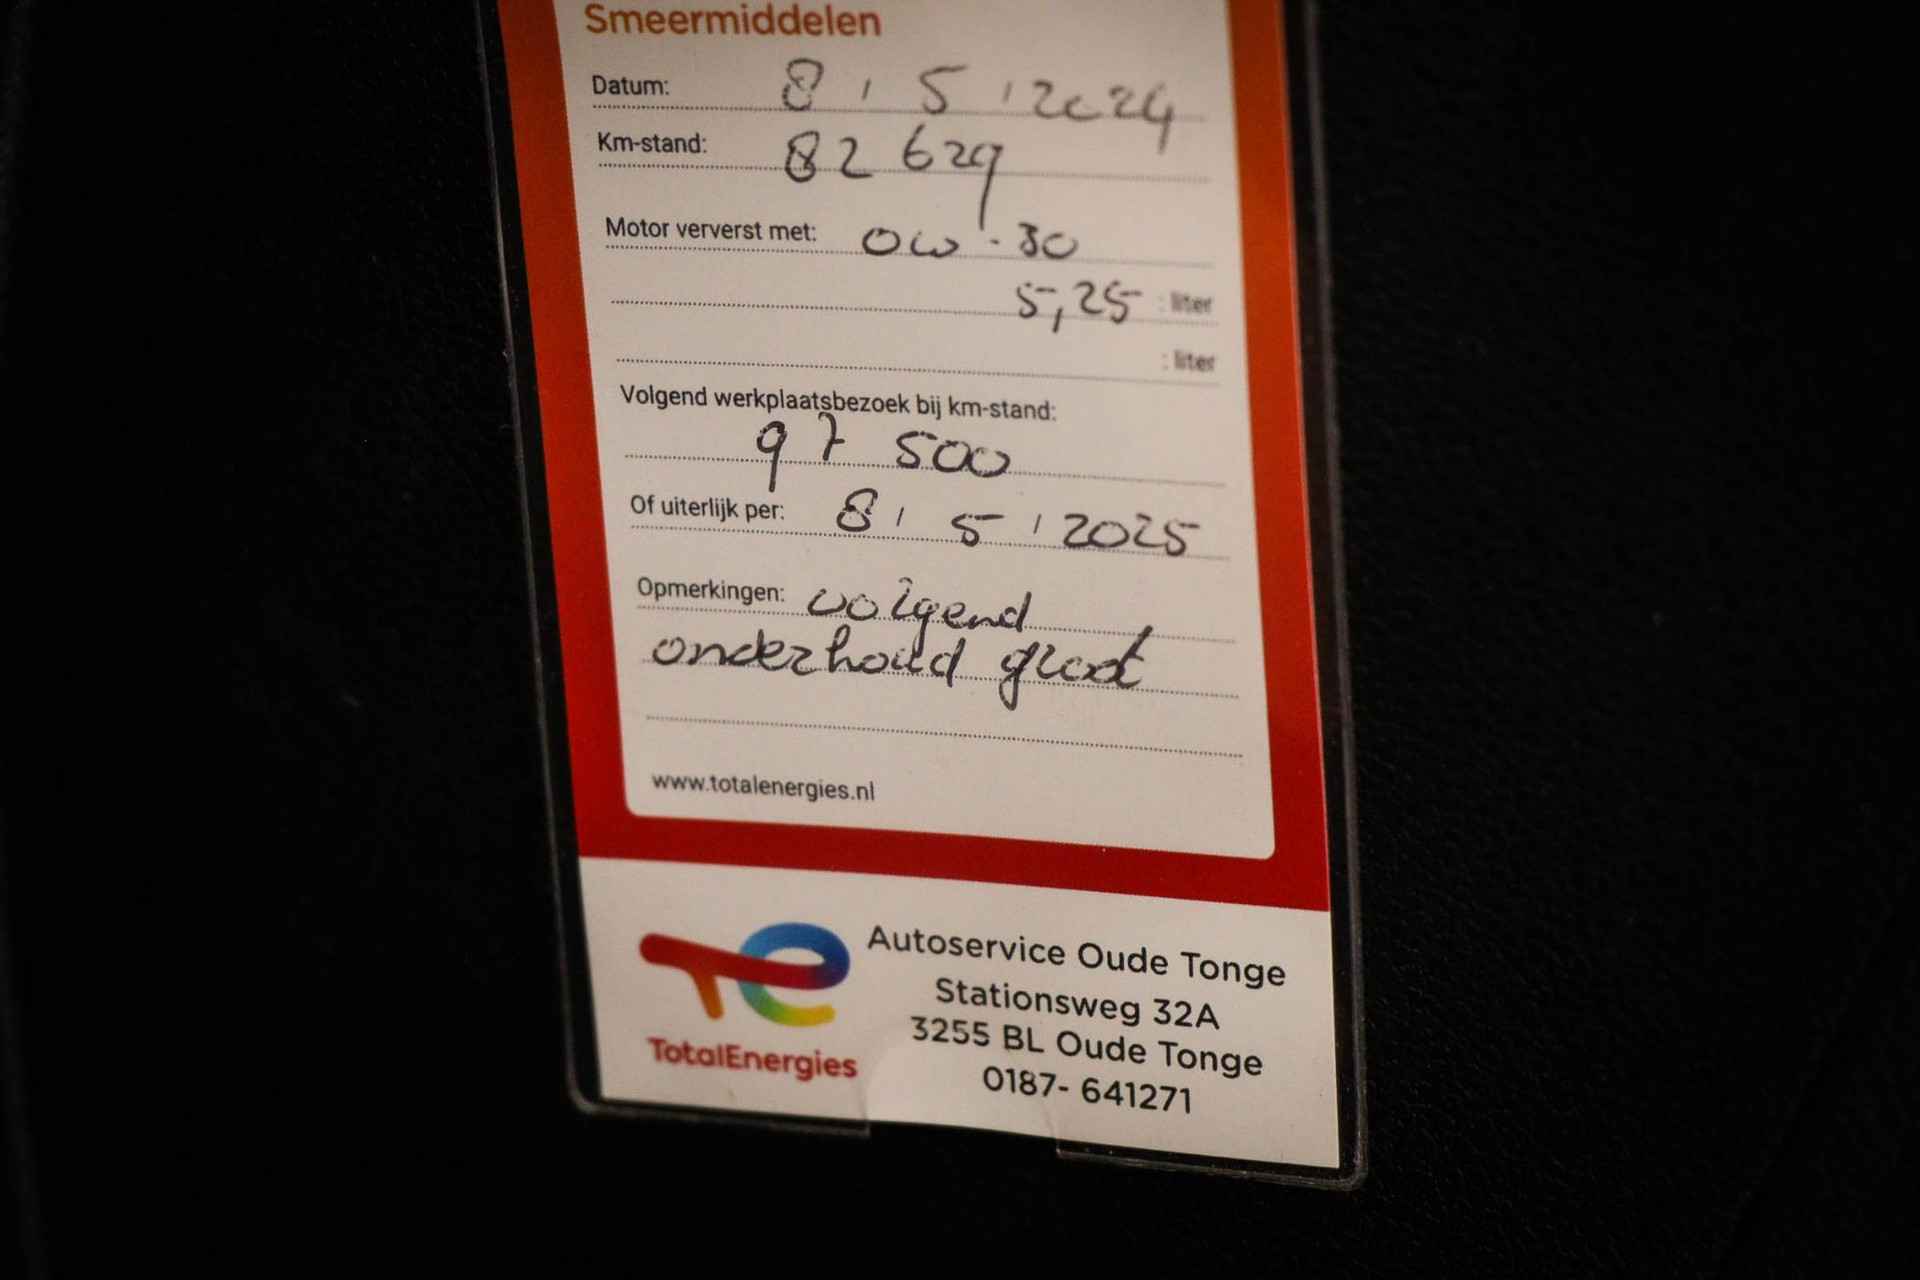 Smeermiddelen
Datum: 8 / 5 / 2024
Km-stand: 82 629
Motor ververst met: 0W-30
5,25 : liter
: liter
Volgend werkplaatsbezoek bij km-stand:
97 500
Of uiterlijk per: 8 / 5 / 2025
Opmerkingen: volgend
onderhoud groot
www.totalenergies.nl
Autoservice Oude Tonge
Stationsweg 32A
3255 BL Oude Tonge
0187- 641271
TotalEnergies